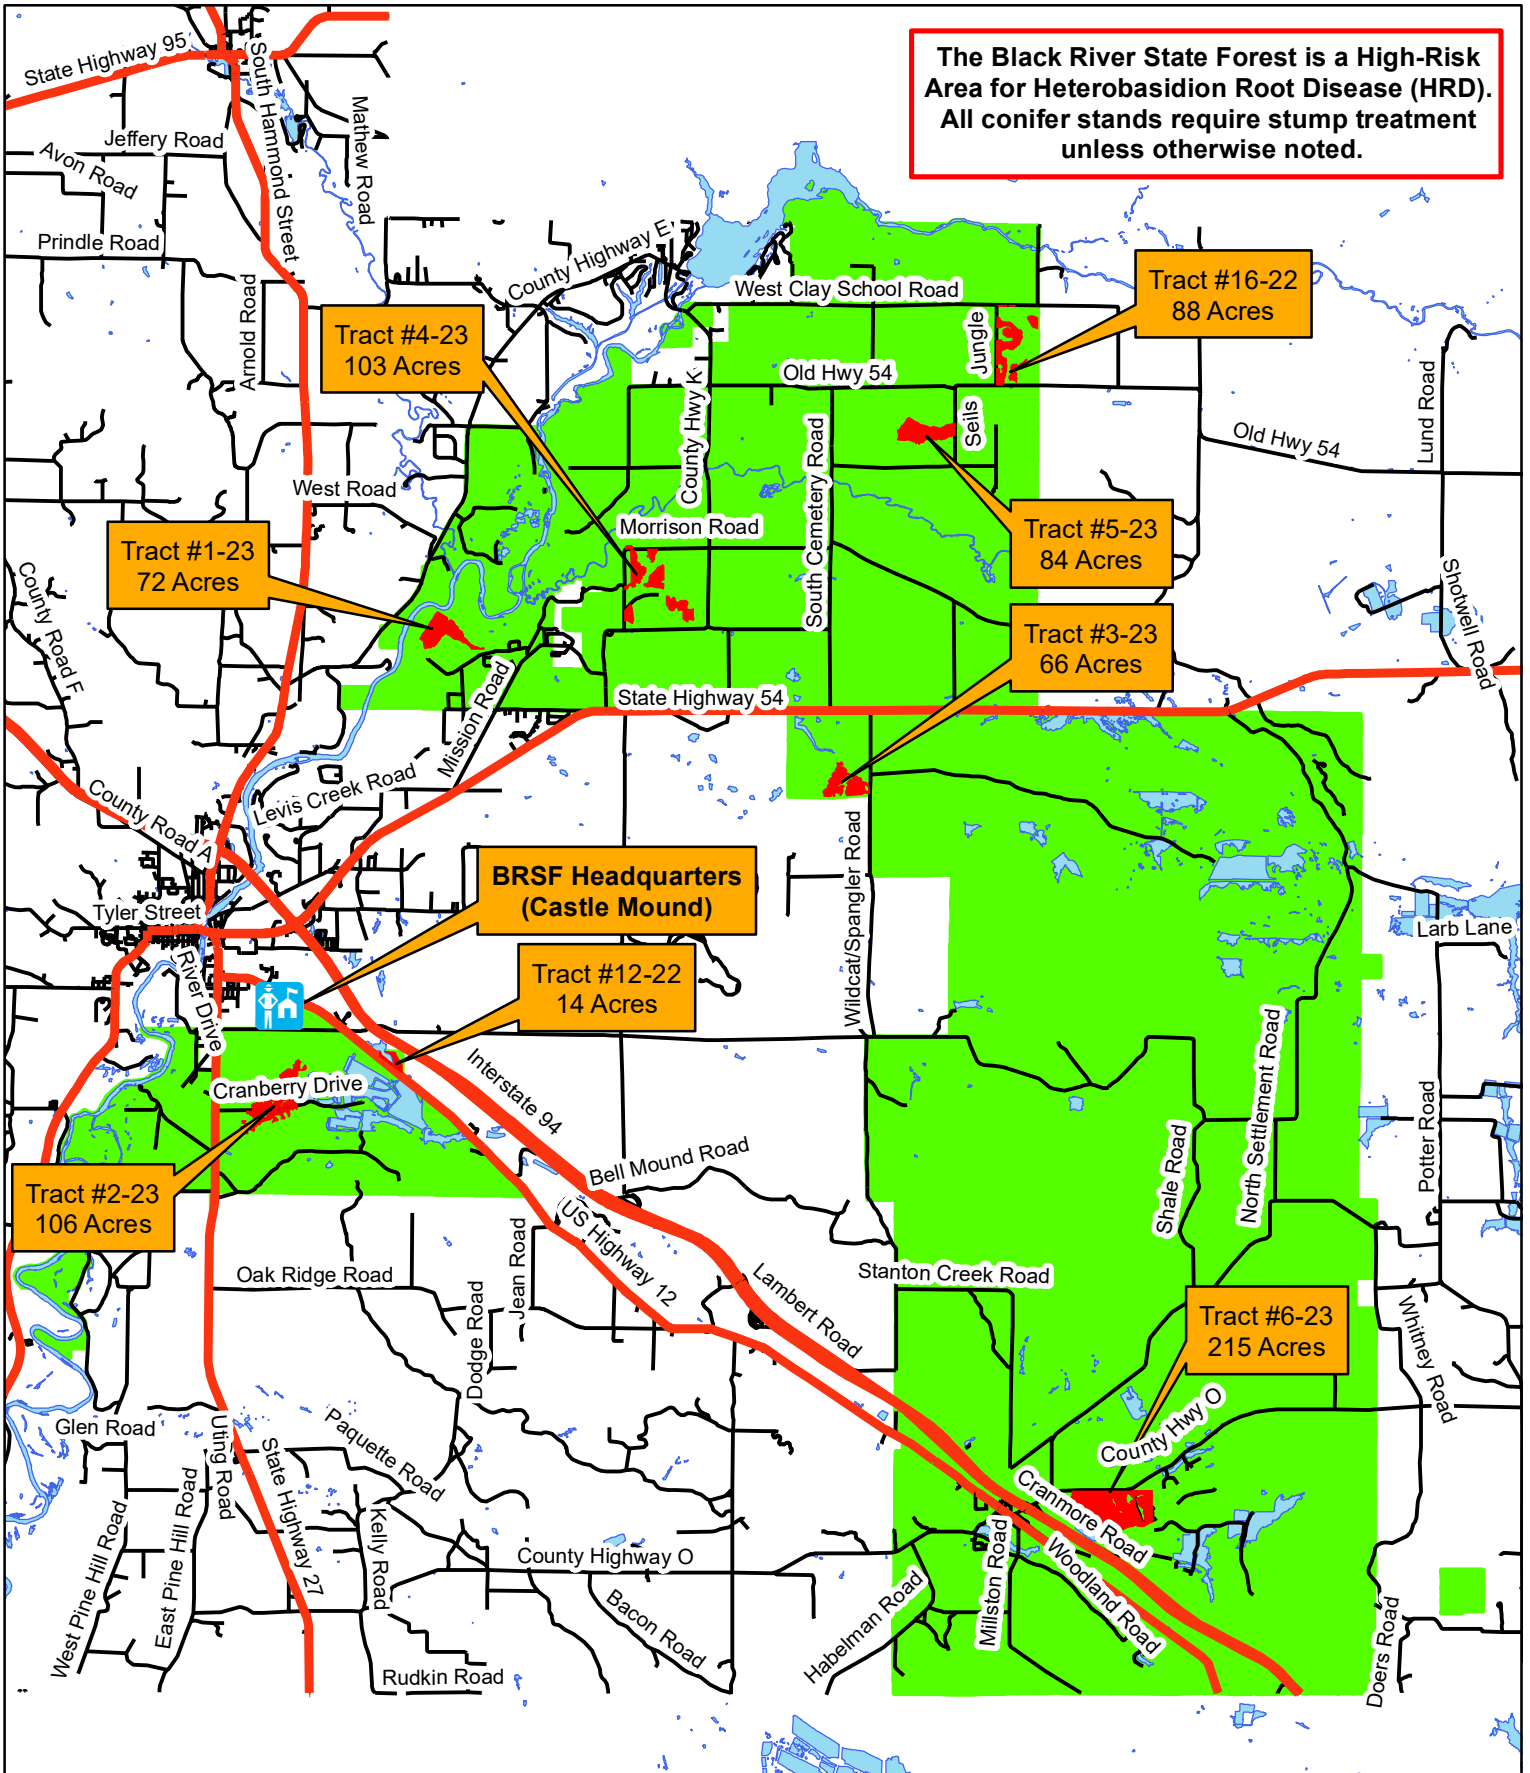 The Black River State Forest is a High-Risk
Area for Heterobasidion Root Disease (HRD).
All conifer stands require stump treatment
unless otherwise noted.
State Highway 95
South Hammond Street
Mathew Road
Jeffery Road
Avon Road
Prindle Road
Arnold Road
County Highway E
West Clay School Road
Tract #16-22
88 Acres
Tract #4-23
103 Acres
Jungle
Old Hwy 54
County Hwy K
Seils
South Cemetery Road
Old Hwy 54
Lund Road
West Road
Morrison Road
Tract #1-23
72 Acres
Tract #5-23
84 Acres
County Road F
Shotwell Road
Tract #3-23
66 Acres
Mission Road
State Highway 54
Levis Creek Road
County Road A
Wildcat/Spangler Road
BRSF Headquarters
(Castle Mound)
Tyler Street
Larb Lane
River Drive
Tract #12-22
14 Acres
North Settlement Road
Cranberry Drive
Interstate 94
Potter Road
Bell Mound Road
Shale Road
Tract #2-23
106 Acres
US Highway 12
Jean Road
Oak Ridge Road
Dodge Road
Stanton Creek Road
Lambert Road
Tract #6-23
215 Acres
Whitney Road
Glen Road
Utting Road
State Highway 27
Paquette Road
County Hwy O
Cranmore Road
West Pine Hill Road
East Pine Hill Road
Kelly Road
County Highway O
Millston Road
Woodland Road
Habelman Road
Bacon Road
Doers Road
Rudkin Road